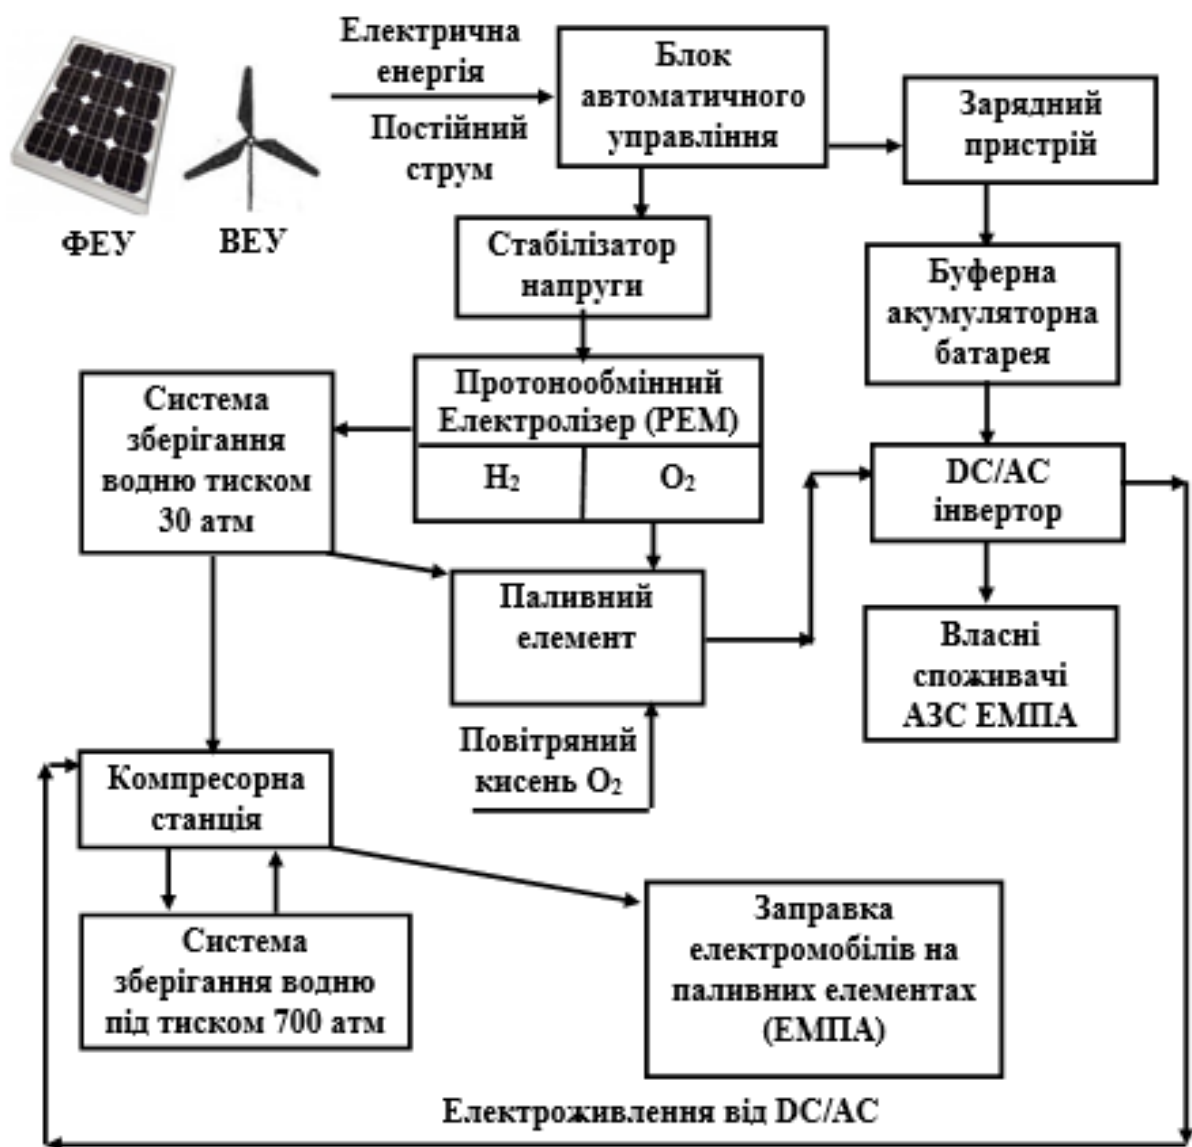 Електрична
енергія
Постійний
струм
ФЕУ
ВЕУ
Блок
автоматичного
управління
Зарядний
пристрій
Стабілізатор
напруги
Буферна
акумуляторна
батарея
Протонообмінний
Електролізер (PEM)
H₂
O₂
Система
зберігання
водню тиском
30 атм
DC/AC
інвертор
Паливний
елемент
Власні
споживачі
АЗС ЕМПА
Повітряний
кисень O₂
Компресорна
станція
Система
зберігання водню
під тиском 700 атм
Заправка
електромобілів на
паливних елементах
(ЕМПА)
Електроживлення від DC/AC